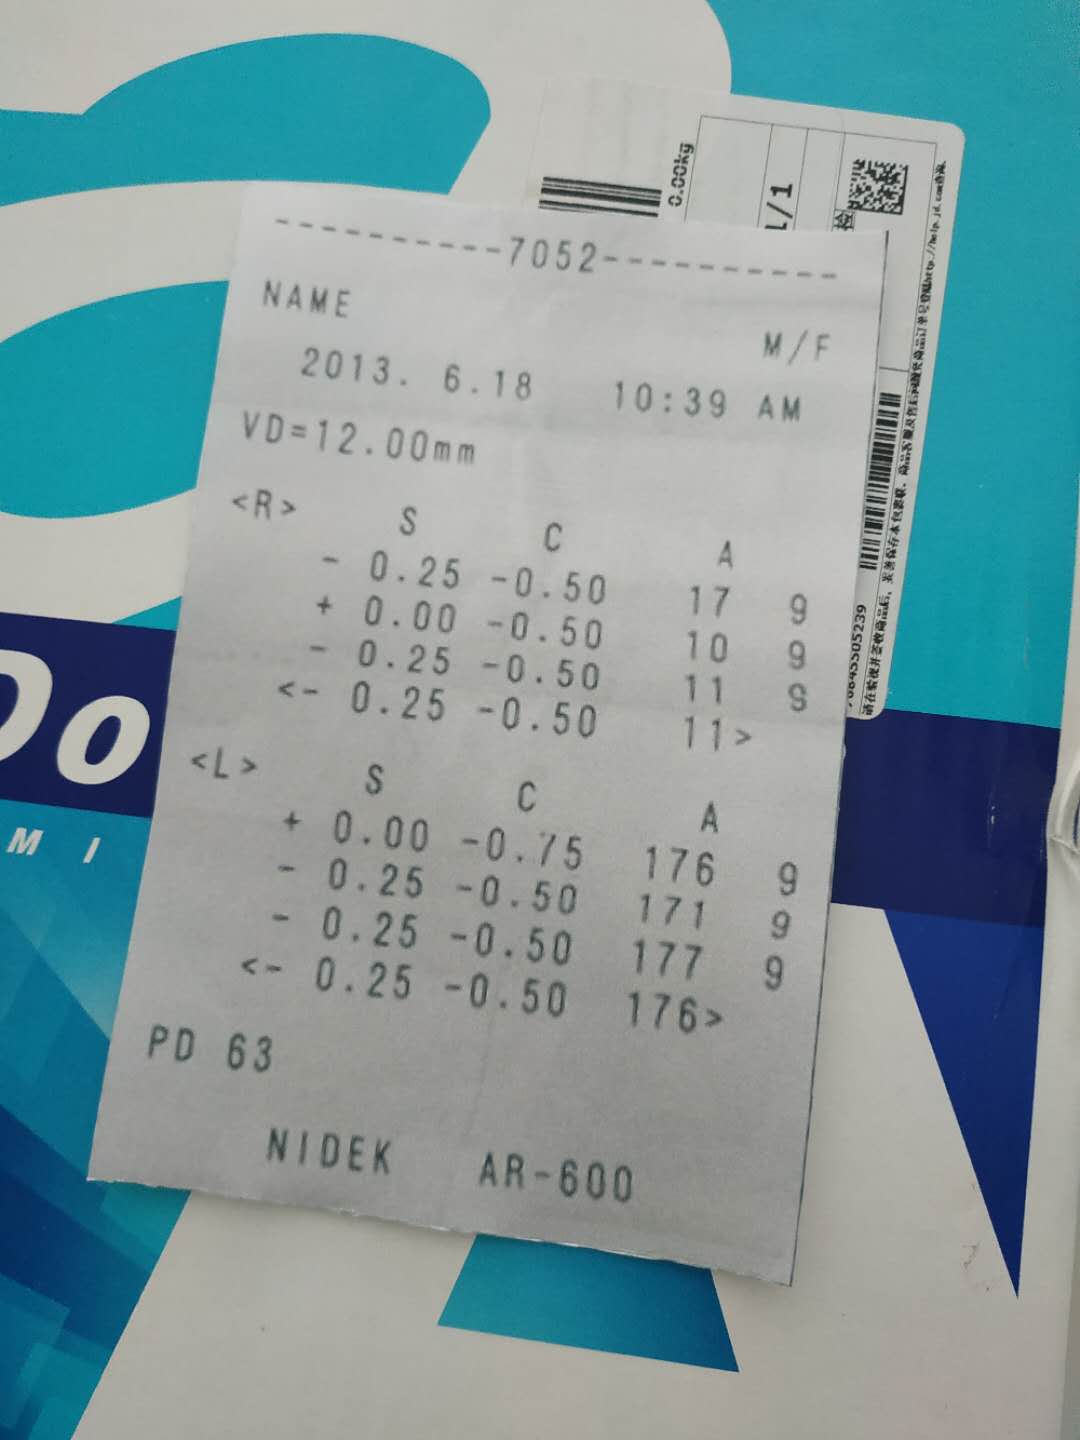 0.00kg
1/1
检
----------7052----------
NAME
M/F
2013. 6.18 10:39 AM
VD=12.00mm
<R> S C A
- 0.25 -0.50 17 9
+ 0.00 -0.50 10 9
- 0.25 -0.50 11 S
<- 0.25 -0.50 11>
<L> S C A
+ 0.00 -0.75 176 9
- 0.25 -0.50 171 9
- 0.25 -0.50 177 9
<- 0.25 -0.50 176>
PD 63
NIDEK AR-600
Do
M I